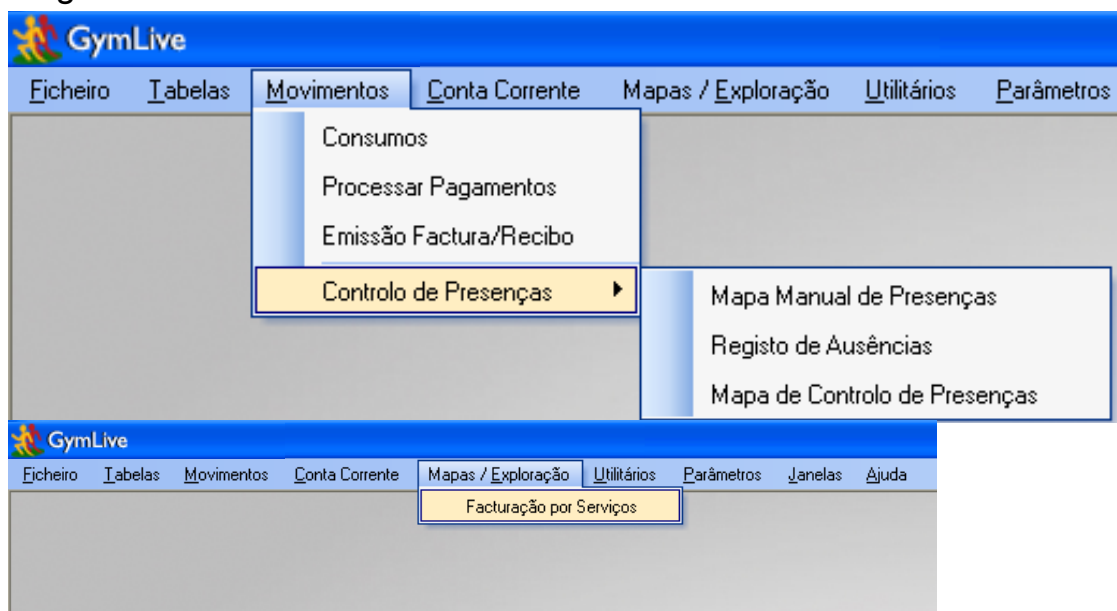 GymLive
Ficheiro Tabelas Movimentos Conta Corrente Mapas / Exploração Utilitários Parâmetros
Consumos
Processar Pagamentos
Emissão Factura/Recibo
Controlo de Presenças
Mapa Manual de Presenças
Registo de Ausências
Mapa de Controlo de Presenças
GymLive
Ficheiro Tabelas Movimentos Conta Corrente Mapas / Exploração Utilitários Parâmetros Janelas Ajuda
Facturação por Serviços